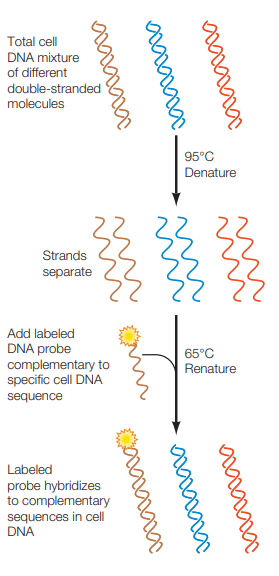 Total cell
DNA mixture
of different
double-stranded
molecules
95°C
Denature
Strands
separate
Add labeled
DNA probe
complementary to
specific cell DNA
sequence
65°C
Renature
Labeled
probe hybridizes
to complementary
sequences in cell
DNA